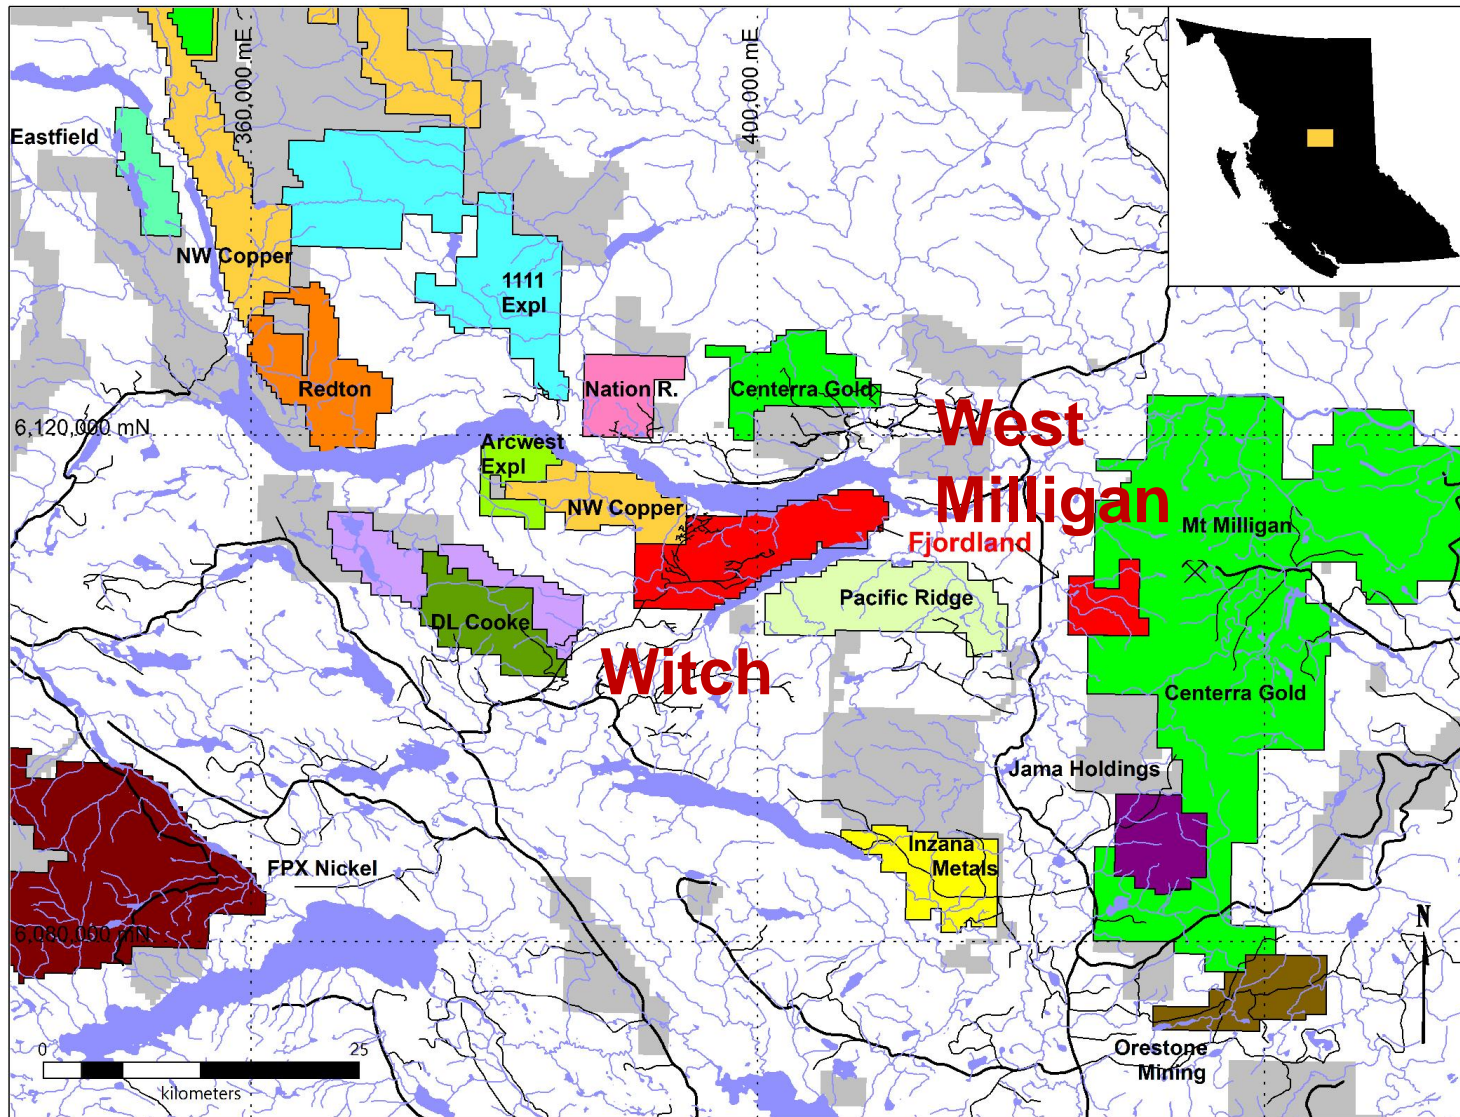 360,000 mE
400,000 mE
Eastfield
NW Copper
1111
Expl
Redton
Nation R.
Centerra Gold
6,120,000 mN
Arcwest
Expl
West
Milligan
NW Copper
Mt Milligan
Fjordland
Pacific Ridge
DL Cooke
Witch
Centerra Gold
Jama Holdings
Inzana
Metals
FPX Nickel
6,080,000 mN
N
0
25
kilometers
Orestone
Mining